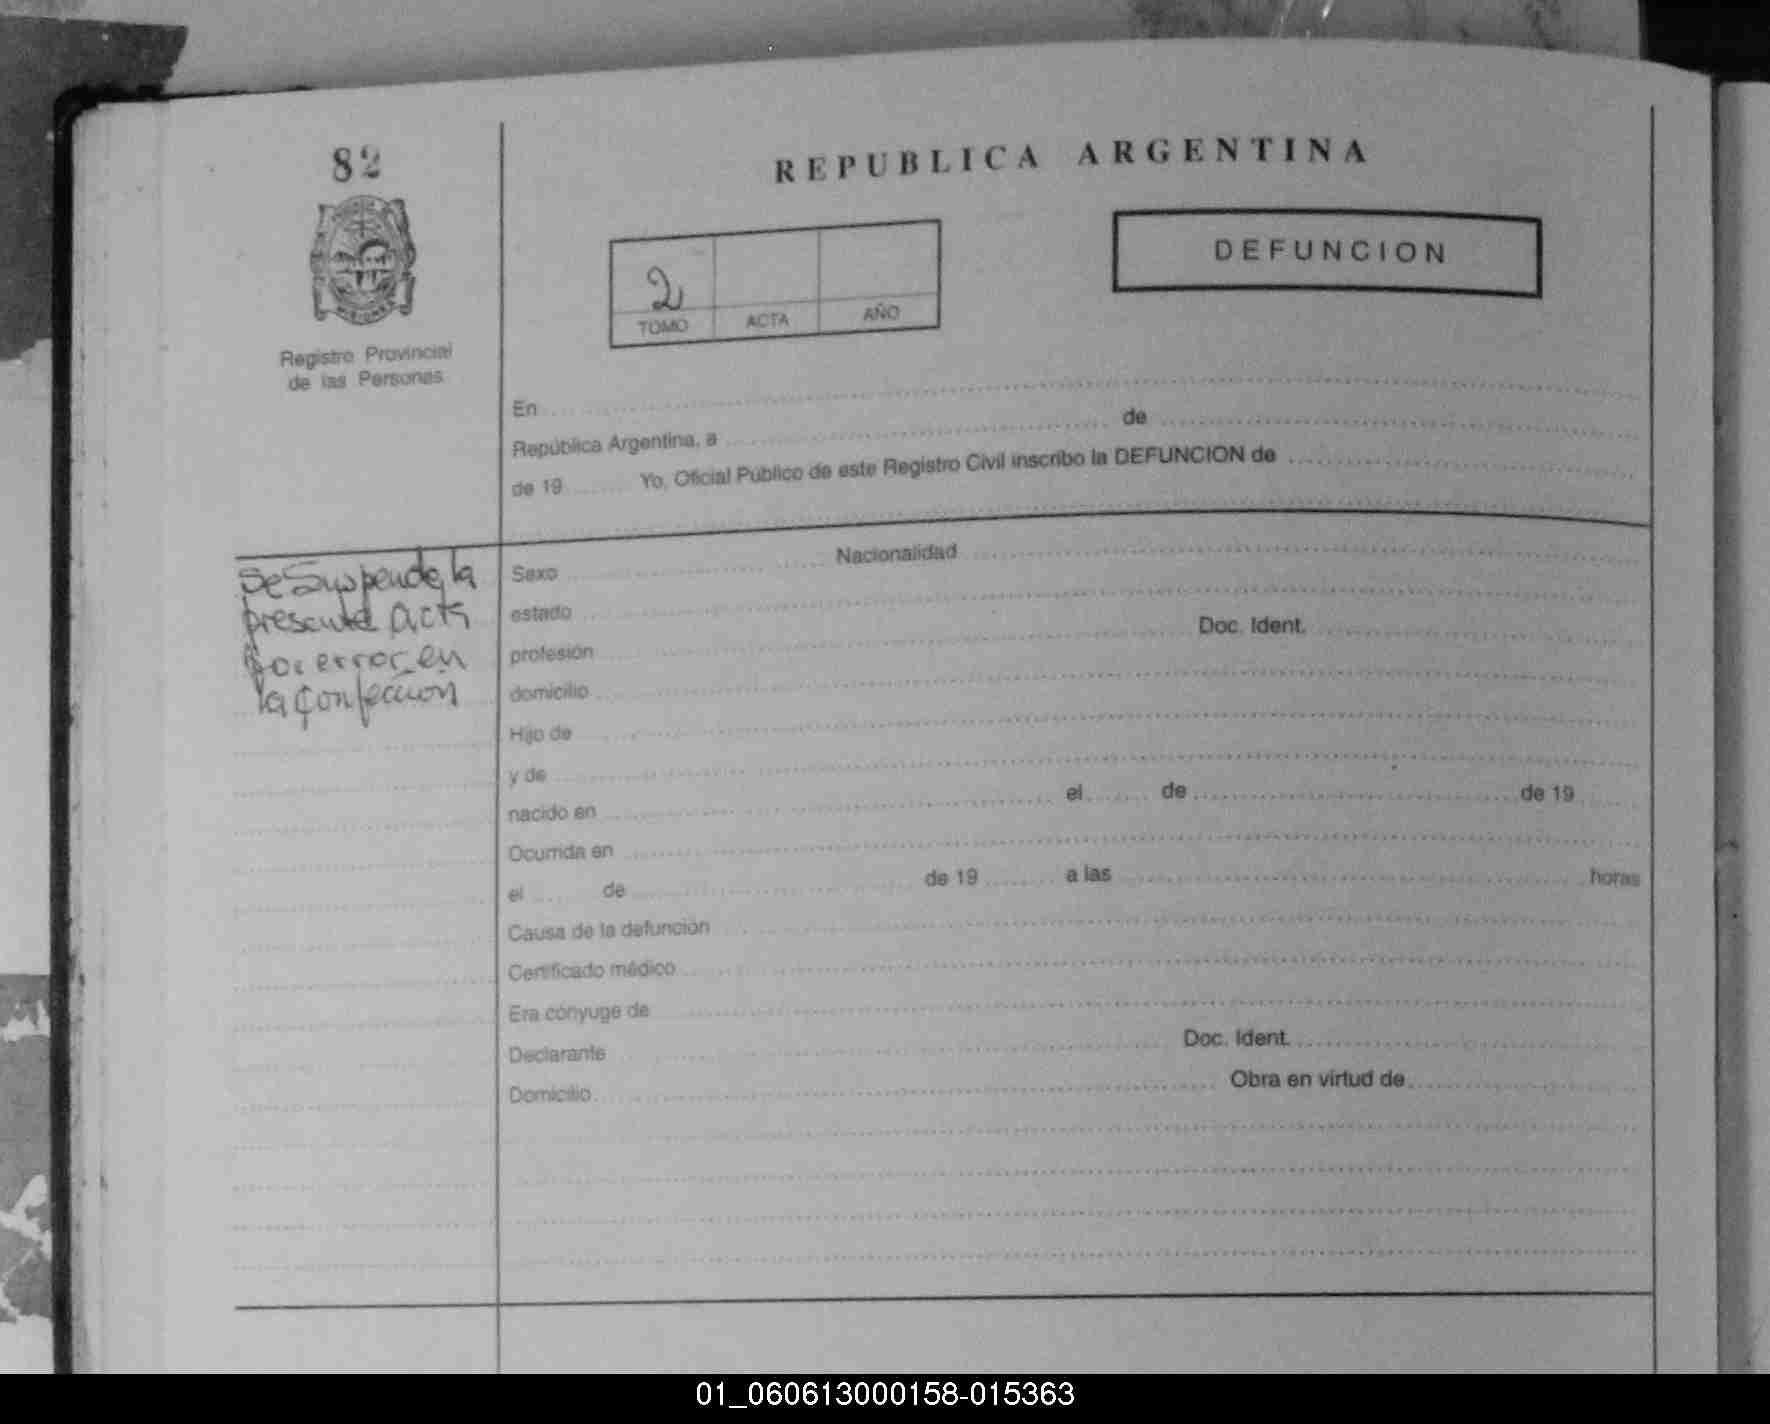 82
REPUBLICA ARGENTINA
DEFUNCION
2
TOMO ACTA AÑO
MISIONES
Registro Provincial
de las Personas
En
República Argentina, a de
de 19 Yo, Oficial Público de este Registro Civil inscribo la DEFUNCION de
Se Suspende la
presente Acta
por error en
la Confección
Sexo Nacionalidad
estado
profesión Doc. Ident.
domicilio
Hijo de
y de
nacido en el de de 19
Ocurrida en
el de de 19 a las horas
Causa de la defunción
Certificado médico
Era cónyuge de
Declarante Doc. Ident.
Domicilio Obra en virtud de
01_060613000158-015363